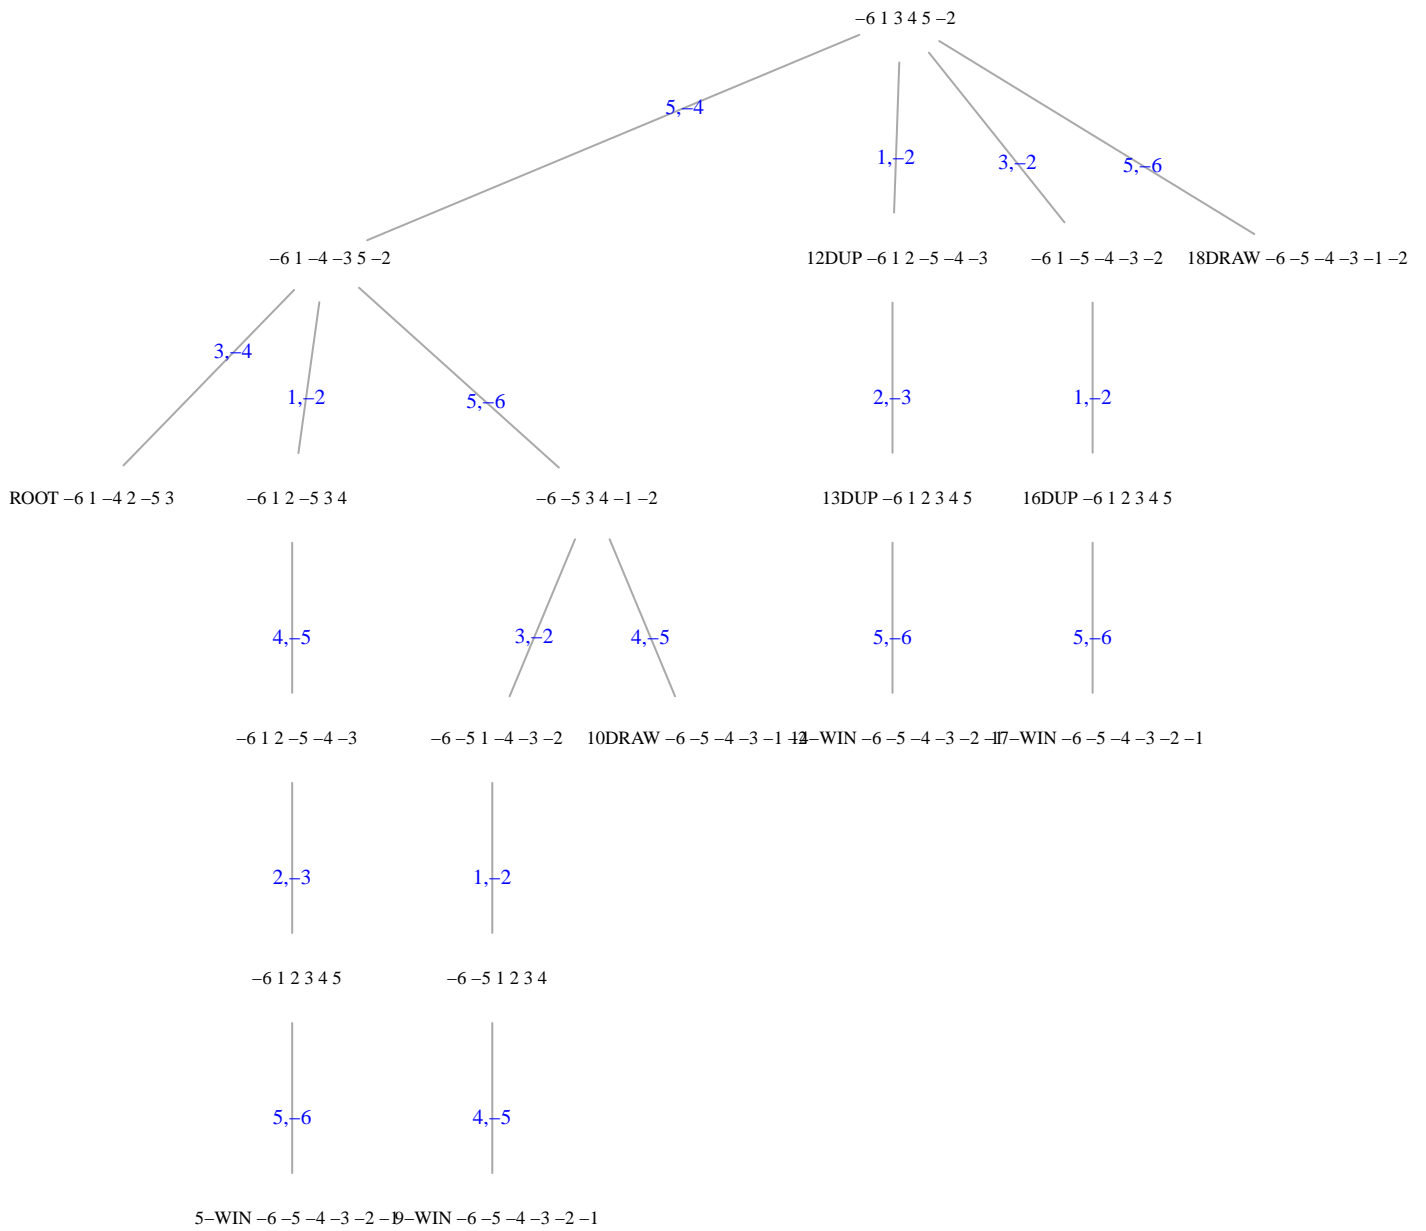 −6 1 3 4 5 −2
5,−4
1,−2
3,−2
5,−6
−6 1 −4 −3 5 −2
12DUP −6 1 2 −5 −4 −3
−6 1 −5 −4 −3 −2
18DRAW −6 −5 −4 −3 −1 −2
3,−4
1,−2
5,−6
2,−3
1,−2
ROOT −6 1 −4 2 −5 3
−6 1 2 −5 3 4
−6 −5 3 4 −1 −2
13DUP −6 1 2 3 4 5
16DUP −6 1 2 3 4 5
4,−5
3,−2
4,−5
5,−6
5,−6
−6 1 2 −5 −4 −3
−6 −5 1 −4 −3 −2
10DRAW −6 −5 −4 −3 −1 −2
14−WIN −6 −5 −4 −3 −2 −1
17−WIN −6 −5 −4 −3 −2 −1
2,−3
1,−2
−6 1 2 3 4 5
−6 −5 1 2 3 4
5,−6
4,−5
5−WIN −6 −5 −4 −3 −2 −1
9−WIN −6 −5 −4 −3 −2 −1